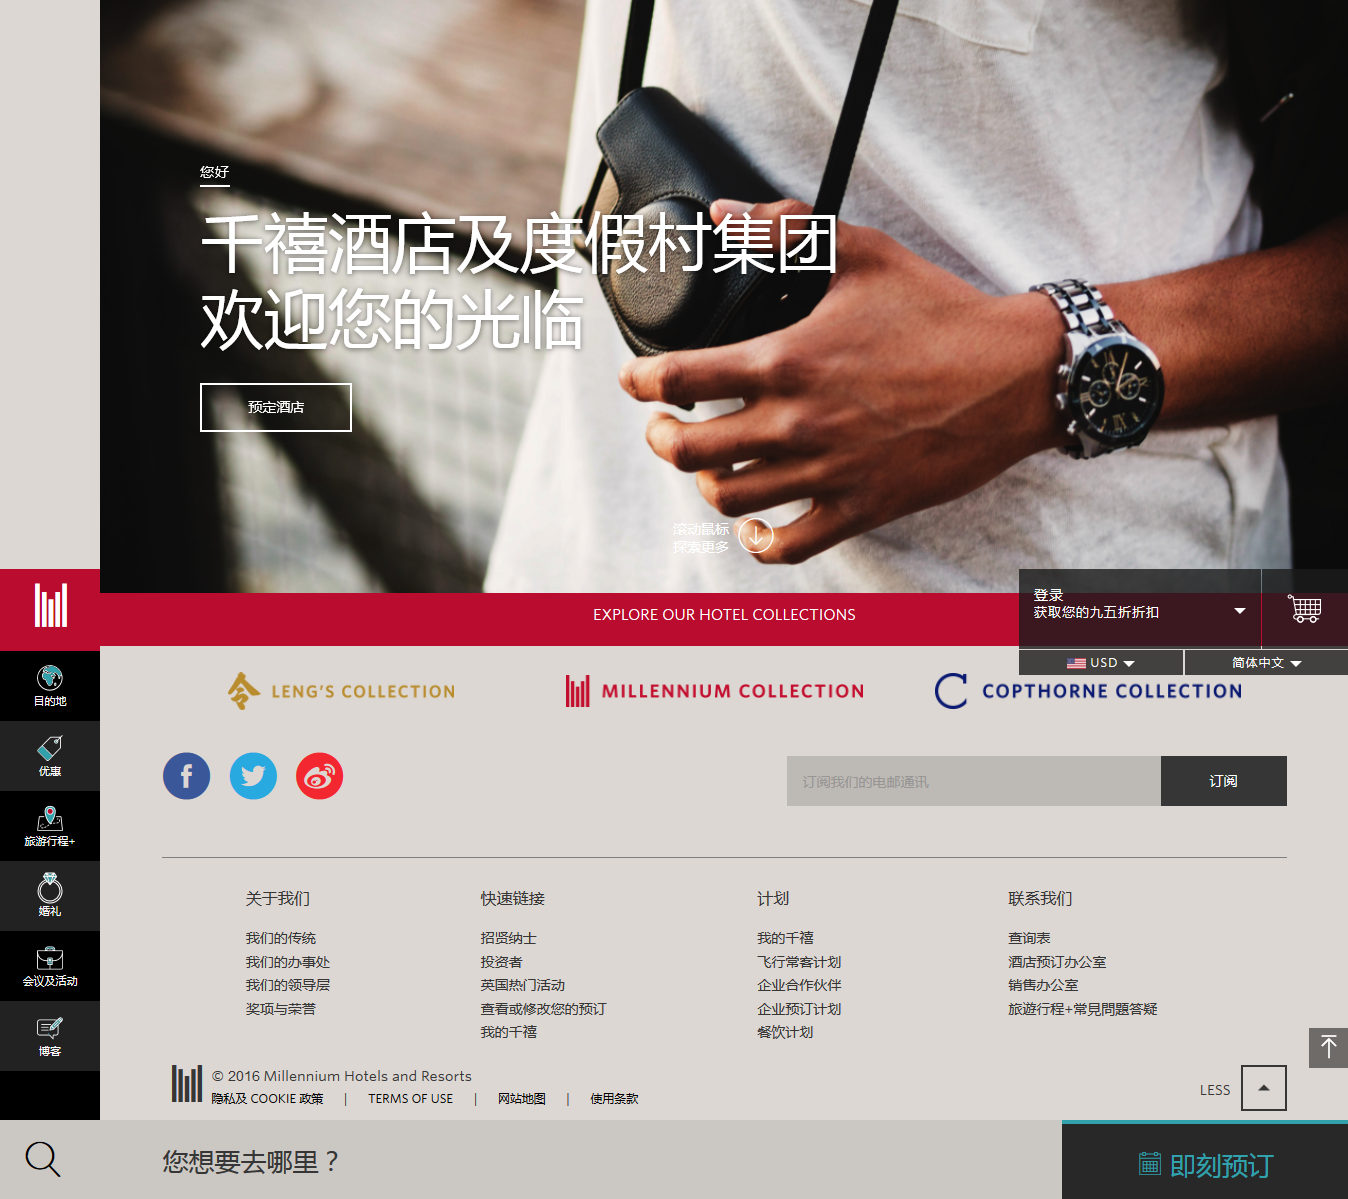 您好
千禧酒店及度假村集团
欢迎您的光临
预定酒店
滚动鼠标
探索更多
EXPLORE OUR HOTEL COLLECTIONS
登录
获取您的九五折折扣
USD
简体中文
目的地
优惠
旅游行程+
婚礼
会议及活动
博客
LENG'S COLLECTION
MILLENNIUM COLLECTION
COPTHORNE COLLECTION
订阅我们的电邮通讯
订阅
关于我们
我们的传统
我们的办事处
我们的领导层
奖项与荣誉
快速链接
招贤纳士
投资者
英国热门活动
查看或修改您的预订
我的千禧
计划
我的千禧
飞行常客计划
企业合作伙伴
企业预订计划
餐饮计划
联系我们
查询表
酒店预订办公室
销售办公室
旅遊行程+常見問題答疑
© 2016 Millennium Hotels and Resorts
隐私及 COOKIE 政策 | TERMS OF USE | 网站地图 | 使用条款
LESS
您想要去哪里？
即刻预订